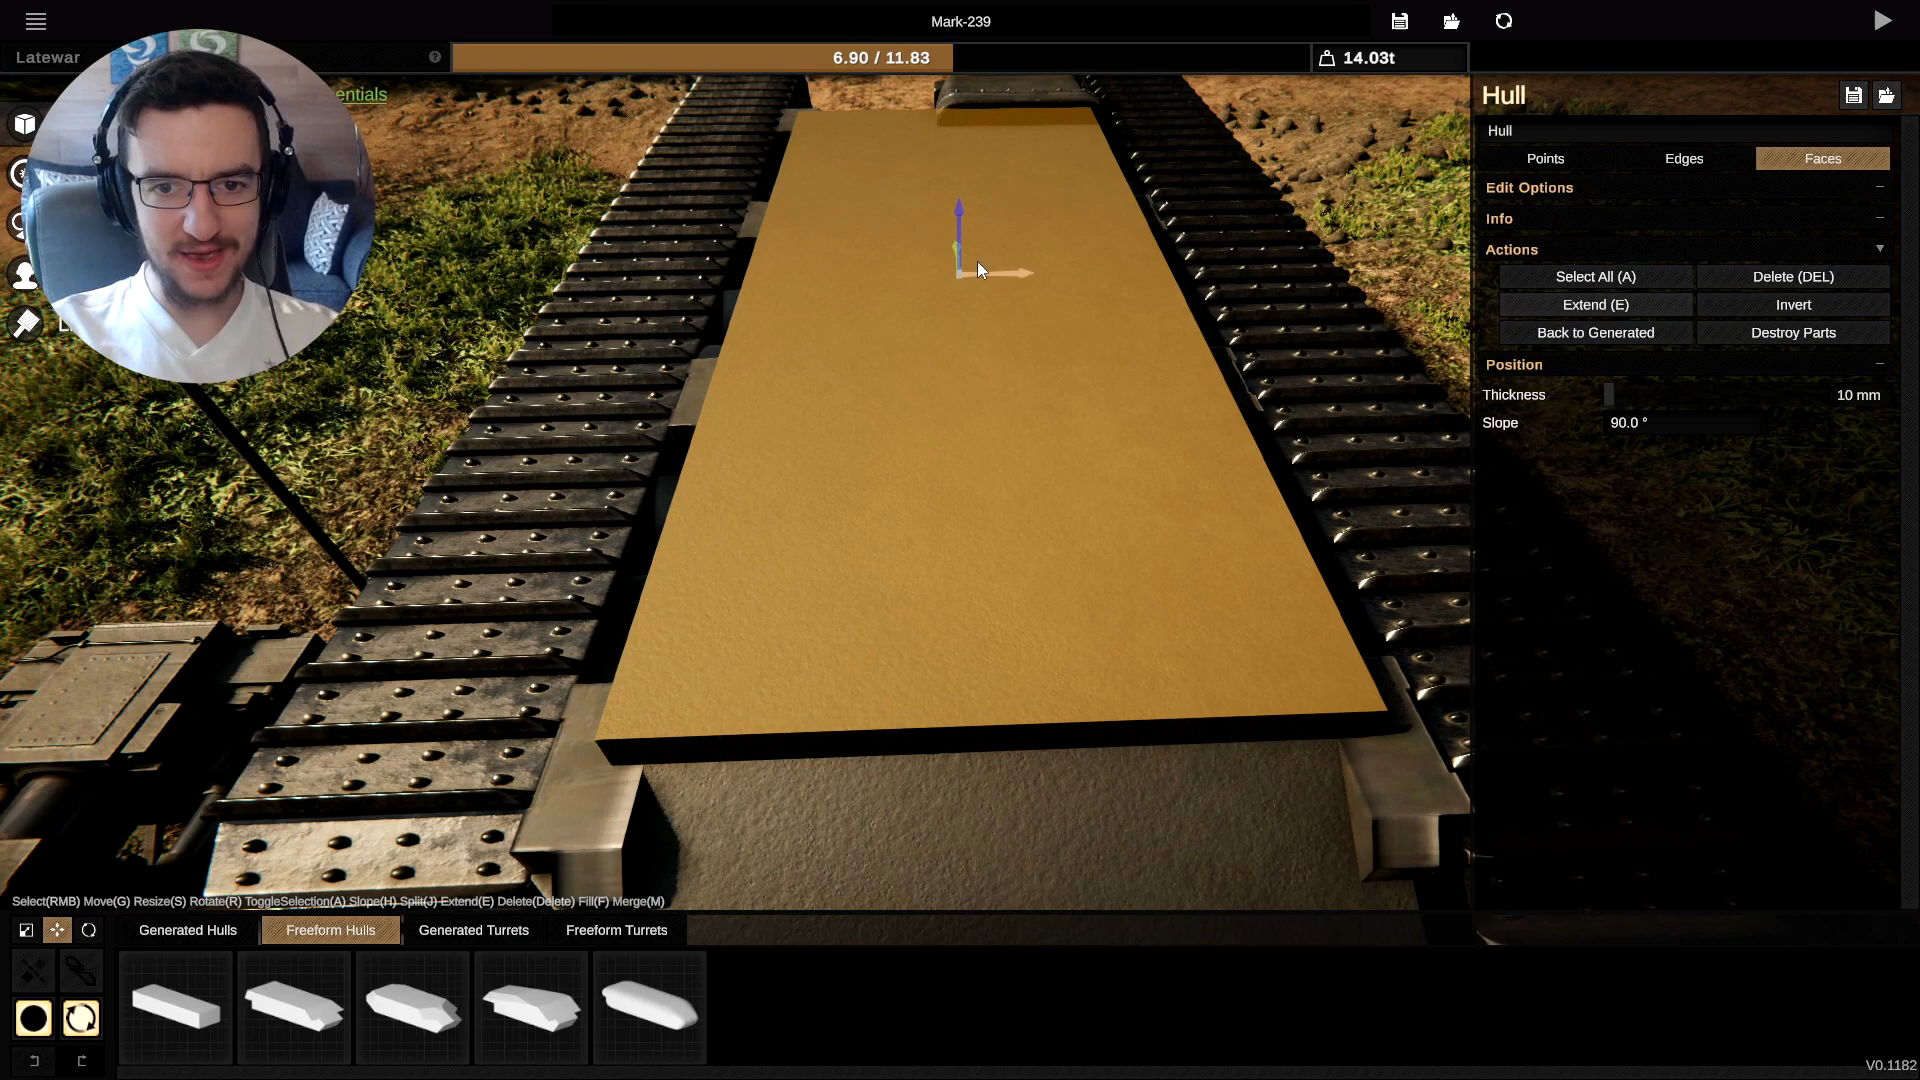 Mark-239
Latewar
6.90 / 11.83
14.03t
entials
Hull
Hull
Points
Edges
Faces
Edit Options
Info
Actions
Select All (A)
Delete (DEL)
Extend (E)
Invert
Back to Generated
Destroy Parts
Position
Thickness
10 mm
Slope
90.0 °
Select(RMB) Move(G) Resize(S) Rotate(R) ToggleSelection(A) Slope(H) Split(J) Extend(E) Delete(Delete) Fill(F) Merge(M)
Generated Hulls
Freeform Hulls
Generated Turrets
Freeform Turrets
V0.1182